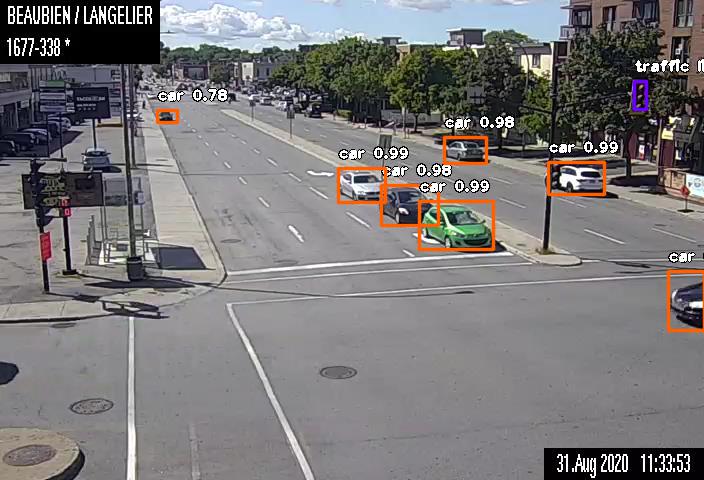 BEAUBIEN / LANGELIER
1677-338 *
traffic l
car 0.78
car 0.98
car 0.99
car 0.99
car 0.98
car 0.99
car
31.Aug 2020 11:33:53